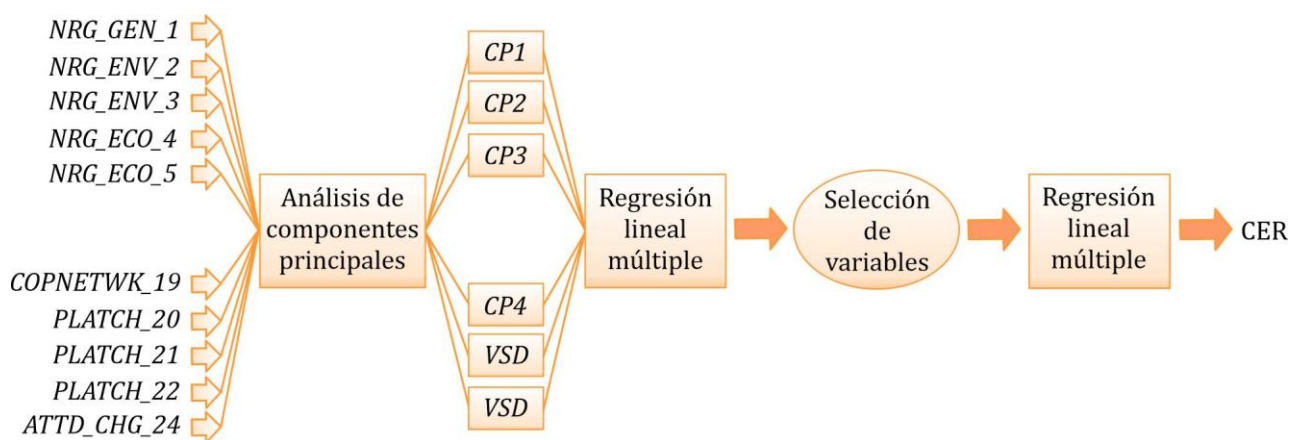 NRG_GEN_1
NRG_ENV_2
NRG_ENV_3
NRG_ECO_4
NRG_ECO_5
COPNETWK_19
PLATCH_20
PLATCH_21
PLATCH_22
ATTD_CHG_24
Análisis de
componentes
principales
CP1
CP2
CP3
CP4
VSD
VSD
Regresión
lineal
múltiple
Selección
de
variables
Regresión
lineal
múltiple
CER